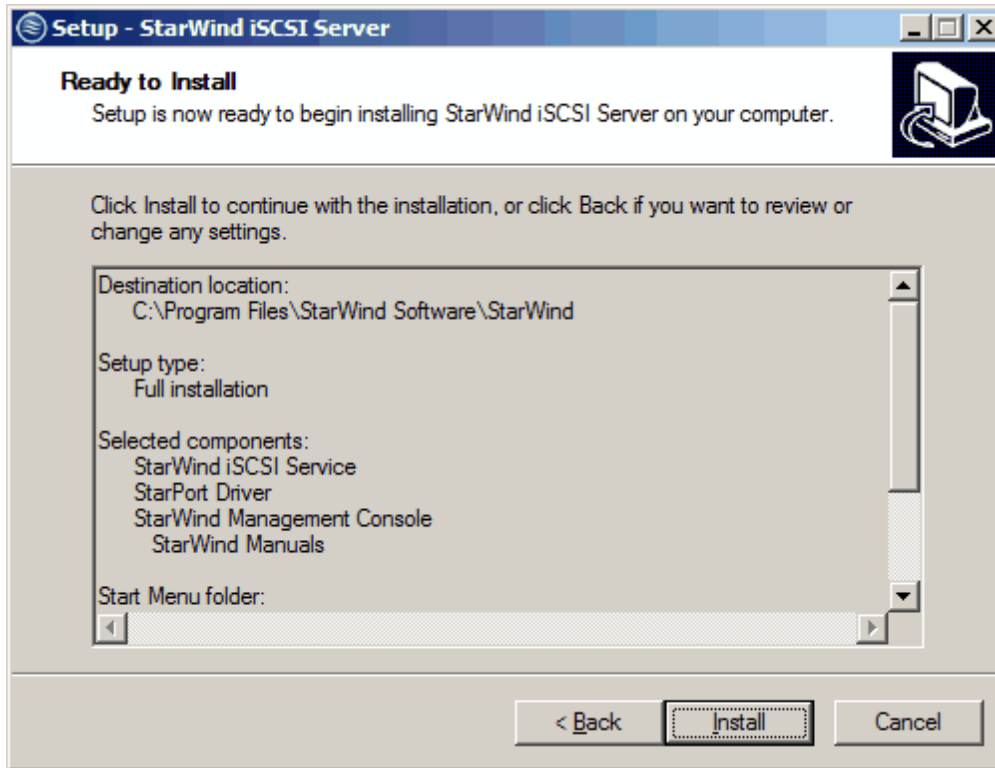 Setup - StarWind iSCSI Server
Ready to Install
Setup is now ready to begin installing StarWind iSCSI Server on your computer.
Click Install to continue with the installation, or click Back if you want to review or
change any settings.
Destination location:
C:\Program Files\StarWind Software\StarWind
Setup type:
Full installation
Selected components:
StarWind iSCSI Service
StarPort Driver
StarWind Management Console
StarWind Manuals
Start Menu folder:
< Back
Install
Cancel